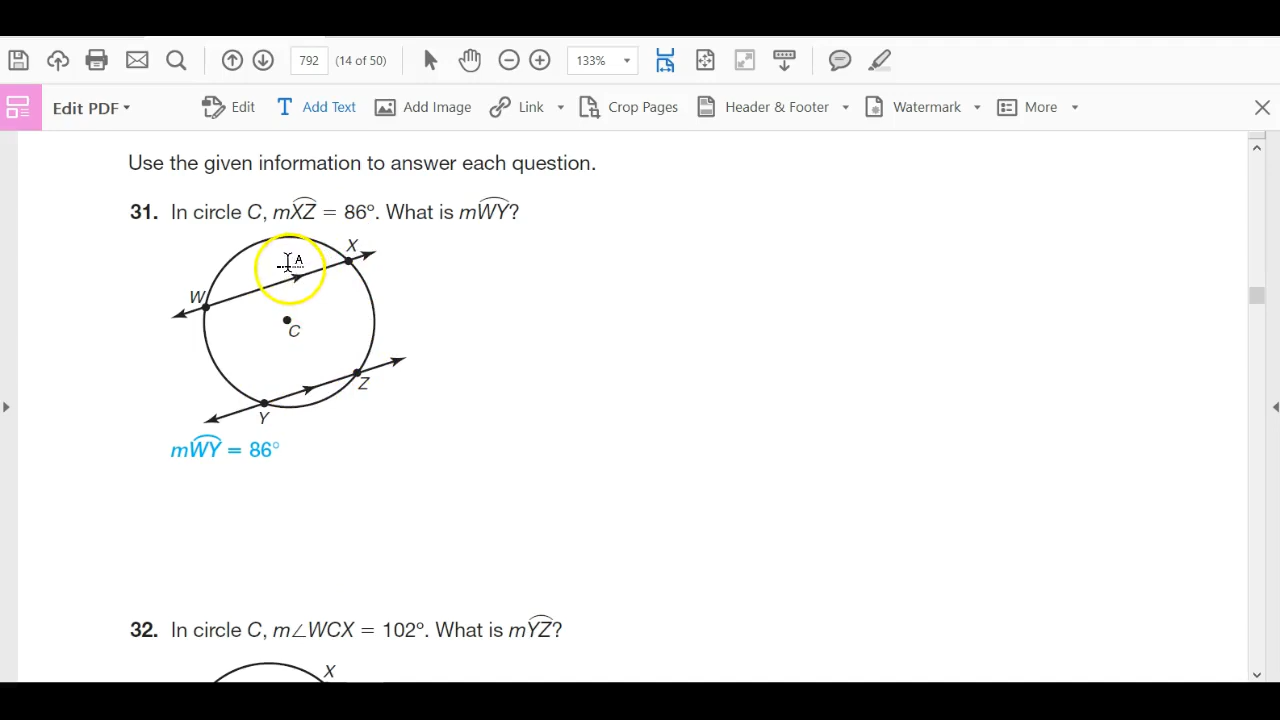 792 (14 of 50) 133%
Edit PDF Edit Add Text Add Image Link Crop Pages Header & Footer Watermark More
Use the given information to answer each question.
31. In circle C, mXZ = 86°. What is mWY?
X
A
W
C
Z
Y
mWY = 86°
32. In circle C, m∠WCX = 102°. What is mYZ?
X